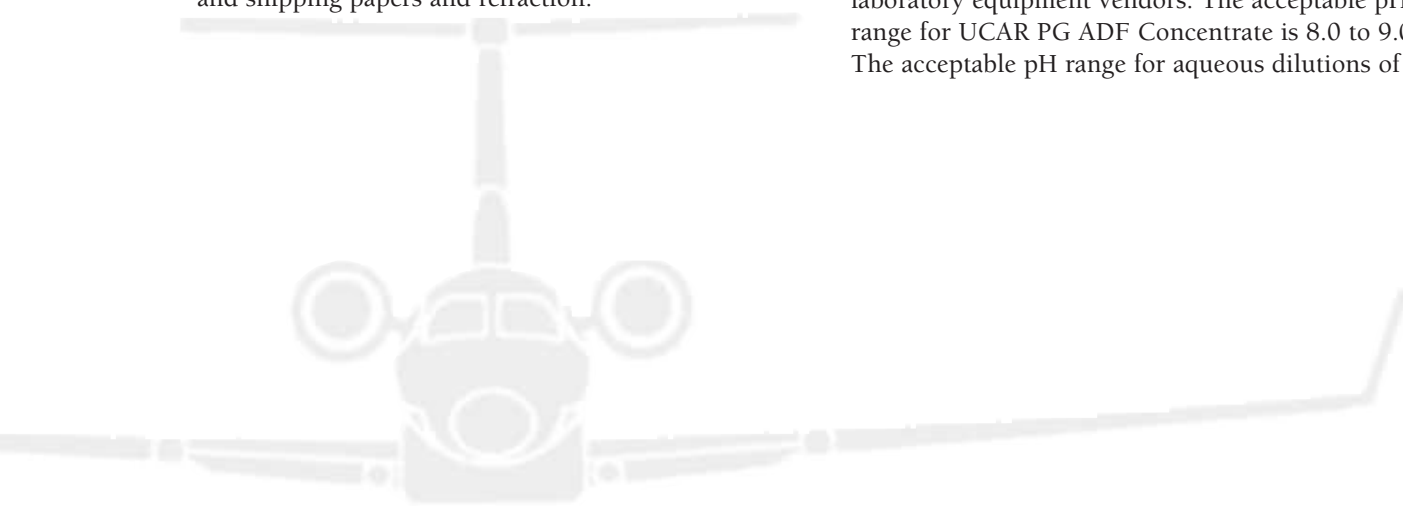 and shipping papers and refraction.
laboratory equipment vendors. The acceptable pH
range for UCAR PG ADF Concentrate is 8.0 to 9.0
The acceptable pH range for aqueous dilutions of